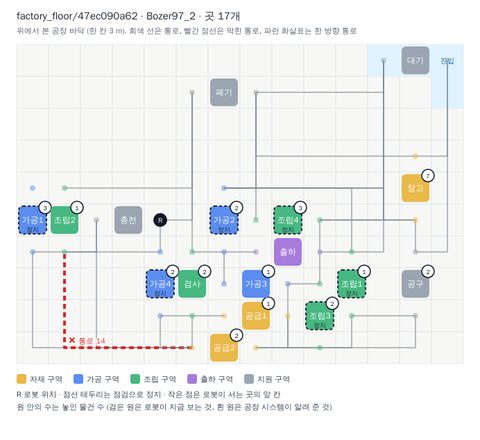 factory_floor/47ec090a62 · Bozer97_2 · 곳 17개
위에서 본 공장 바닥 (한 칸 3 m). 회색 선은 통로, 빨간 점선은 막힌 통로, 파란 화살표는 한 방향 통로
대기
진입
폐기
창고 7
가공1 3
정지
조립2 1
충전
R
가공2 2
정지
조립4 3
정지
출하
가공4 2
정지
검사 2
가공3 1
조립1 2
정지
공구 2
공급1 1
조립3 2
정지
✕ 통로 14
공급2 2
자재 구역
가공 구역
조립 구역
출하 구역
지원 구역
R 로봇 위치 · 점선 테두리는 점검으로 정지 · 작은 점은 로봇이 서는 곳의 앞 칸
원 안의 수는 놓인 물건 수 (검은 원은 로봇이 지금 보는 것, 흰 원은 공장 시스템이 알려 준 것)